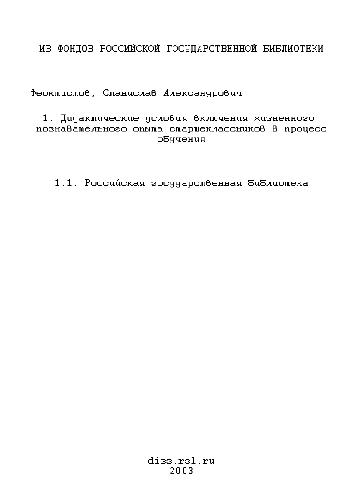 ИЗ ФОНДОВ РОССИЙСКОЙ ГОСУДАРСТВЕННОЙ БИБЛИОТЕКИ
Феоктистов, Станислав Александрович
1. Дидактические условия включения жизненного
познавательного опыта старшеклассников в процесс
обучения
1.1. Российская государственная библиотека
diss.rsl.ru
2003